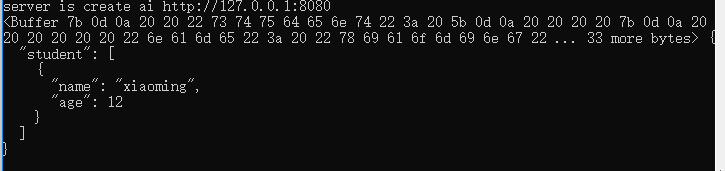 server is create ai http://127.0.0.1:8080
<Buffer 7b 0d 0a 20 20 22 73 74 75 64 65 6e 74 22 3a 20 5b 0d 0a 20 20 20 20 7b 0d 0a 20
20 20 20 20 20 22 6e 61 6d 65 22 3a 20 22 78 69 61 6f 6d 69 6e 67 22 ... 33 more bytes> {
  "student": [
    {
      "name": "xiaoming",
      "age": 12
    }
  ]
}